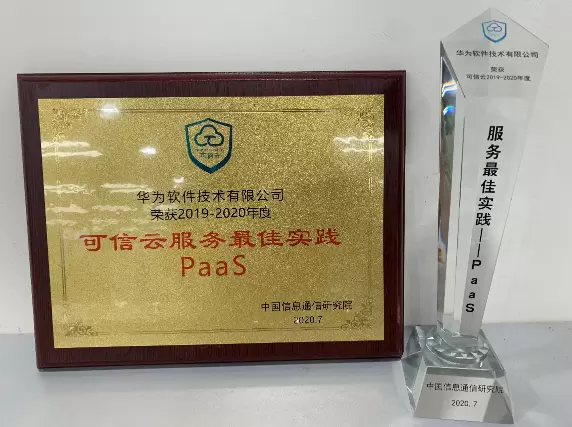 华为软件技术有限公司
荣获2019-2020年度
可信云服务最佳实践
PaaS
中国信息通信研究院
2020.7
华为软件技术有限公司
荣获
可信云2019-2020年度
服务最佳实践——PaaS
中国信息通信研究院
2020.7